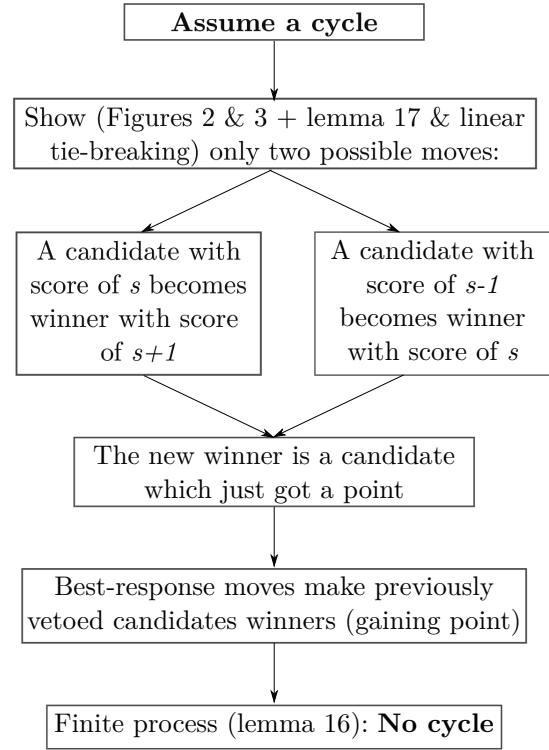 Assume a cycle
Show (Figures 2 & 3 + lemma 17 & linear
tie-breaking) only two possible moves:
A candidate with
score of s becomes
winner with score
of s+1
A candidate with
score of s-1
becomes winner
with score of s
The new winner is a candidate
which just got a point
Best-response moves make previously
vetoed candidates winners (gaining point)
Finite process (lemma 16): No cycle